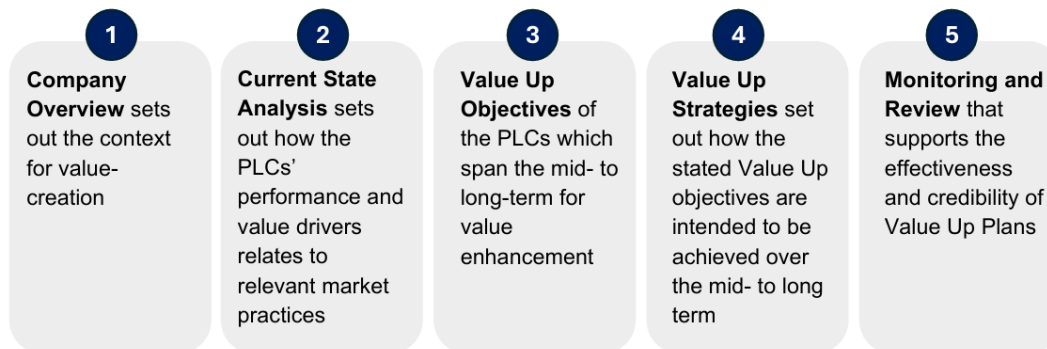 1
Company
Overview sets
out the context
for value-
creation
2
Current State
Analysis sets
out how the
PLCs’
performance and
value drivers
relates to
relevant market
practices
3
Value Up
Objectives of
the PLCs which
span the mid- to
long-term for
value
enhancement
4
Value Up
Strategies set
out how the
stated Value Up
objectives are
intended to be
achieved over
the mid- to long
term
5
Monitoring and
Review that
supports the
effectiveness
and credibility of
Value Up Plans